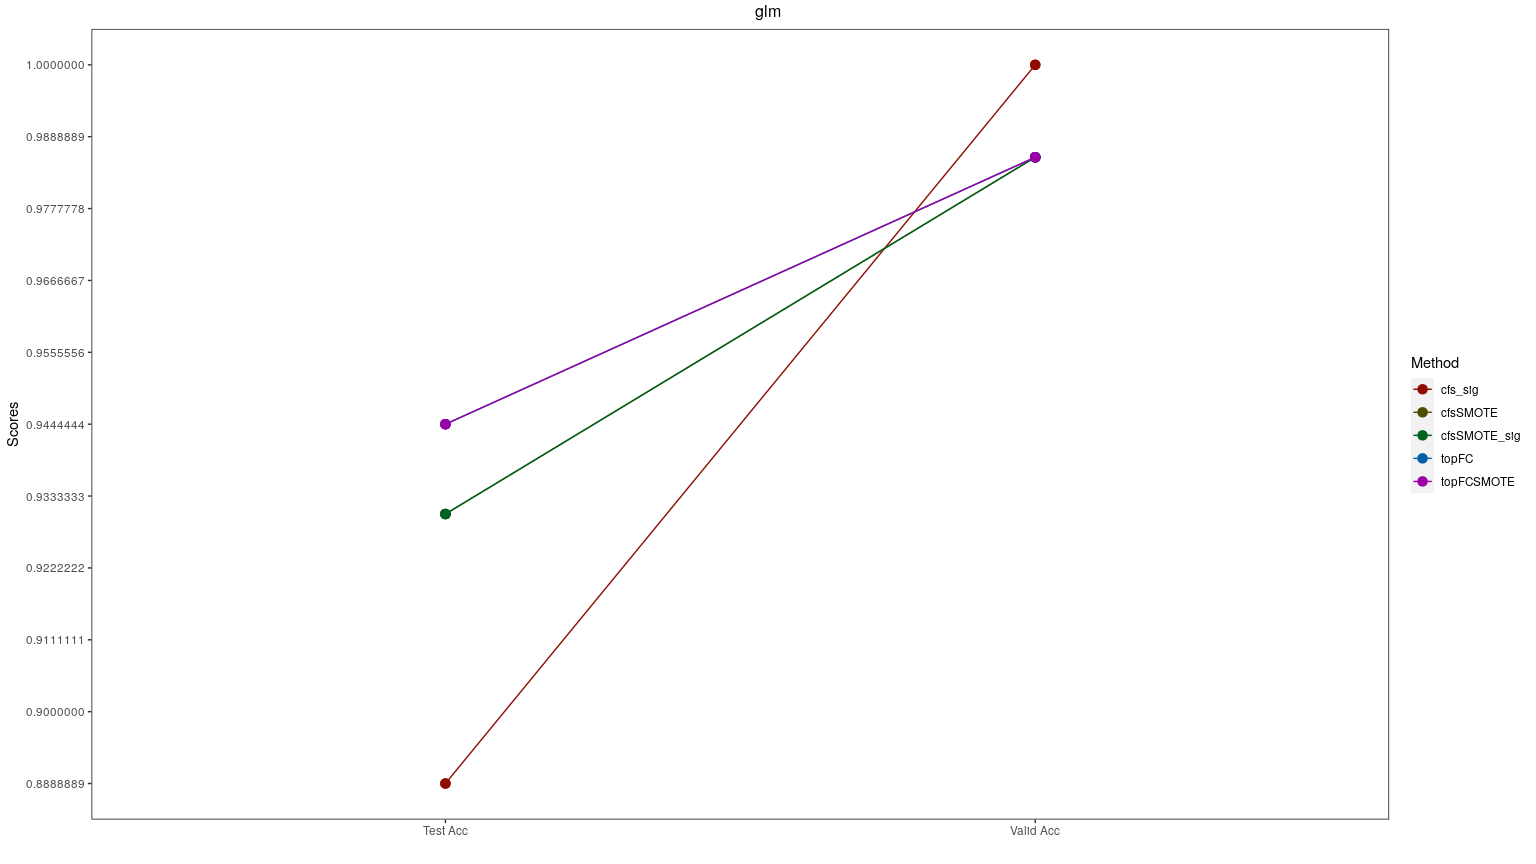 glm
Scores
1.0000000
0.9888889
0.9777778
0.9666667
0.9555556
0.9444444
0.9333333
0.9222222
0.9111111
0.9000000
0.8888889
Test Acc
Valid Acc
Method
cfs_sig
cfsSMOTE
cfsSMOTE_sig
topFC
topFCSMOTE